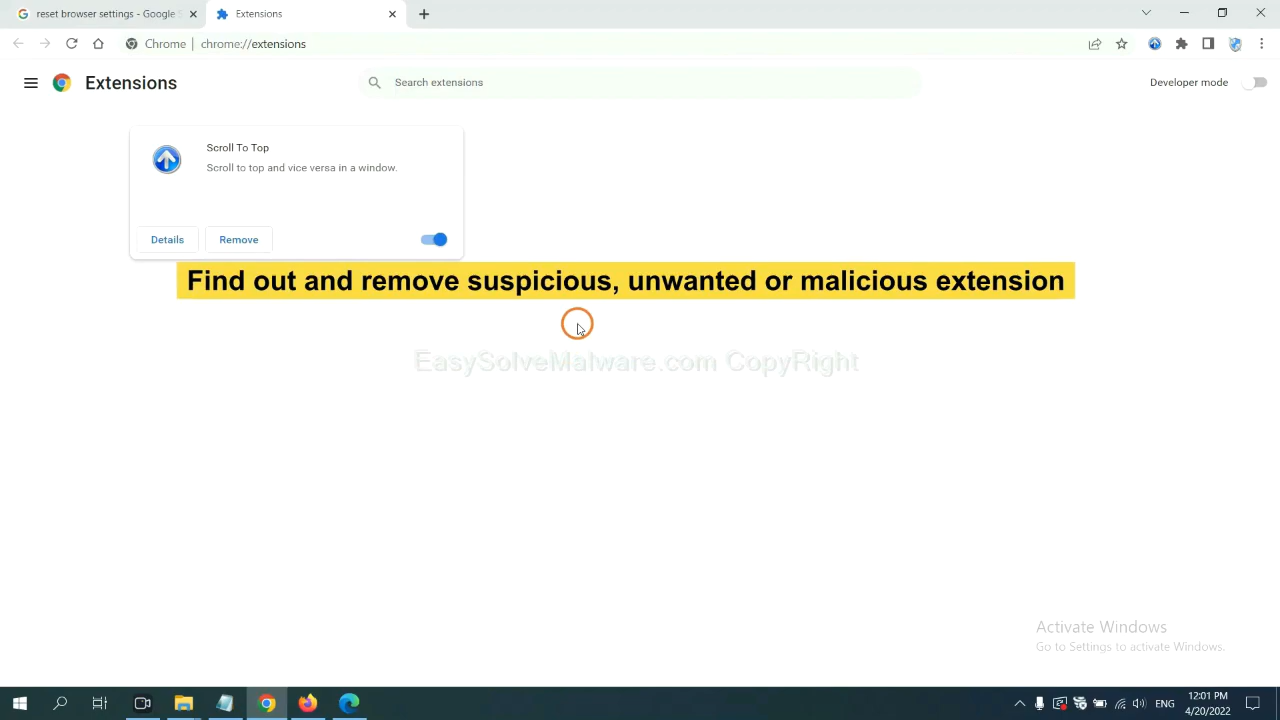 reset browser settings - Google S
Extensions
Chrome
chrome://extensions
Extensions
Search extensions
Developer mode
Scroll To Top
Scroll to top and vice versa in a window.
Details
Remove
Find out and remove suspicious, unwanted or malicious extension
EasySolveMalware.com CopyRight
Activate Windows
Go to Settings to activate Windows.
ENG
12:01 PM
4/20/2022